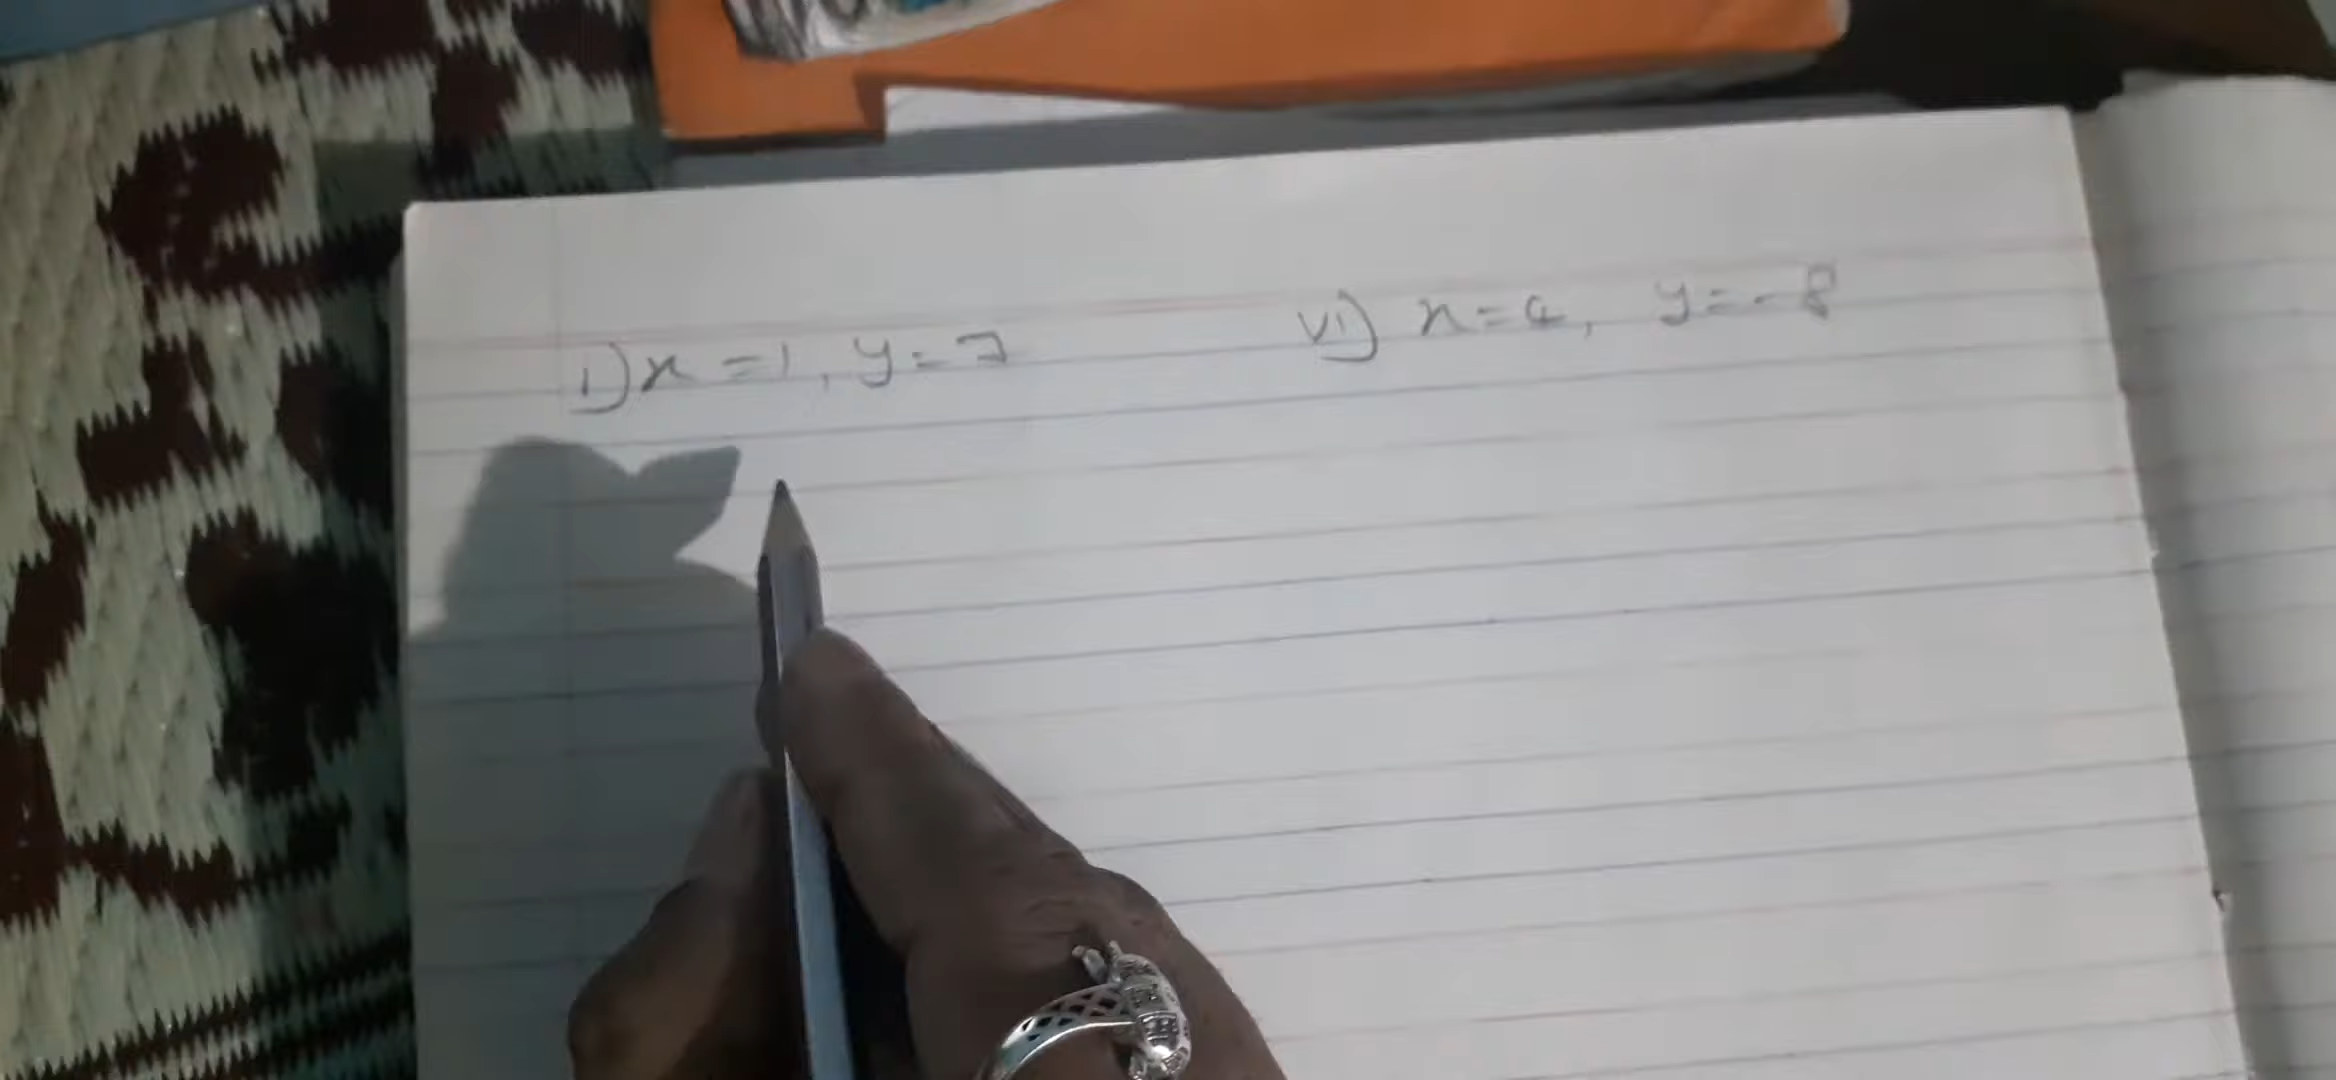 i) x = 1, y = 7
vi) x = 4, y = -8